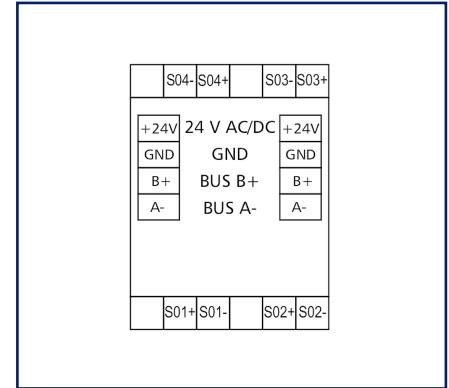 S04- S04+ S03- S03+
+24V 24 V AC/DC +24V
GND GND GND
B+ BUS B+ B+
A- BUS A- A-
S01+ S01- S02+ S02-